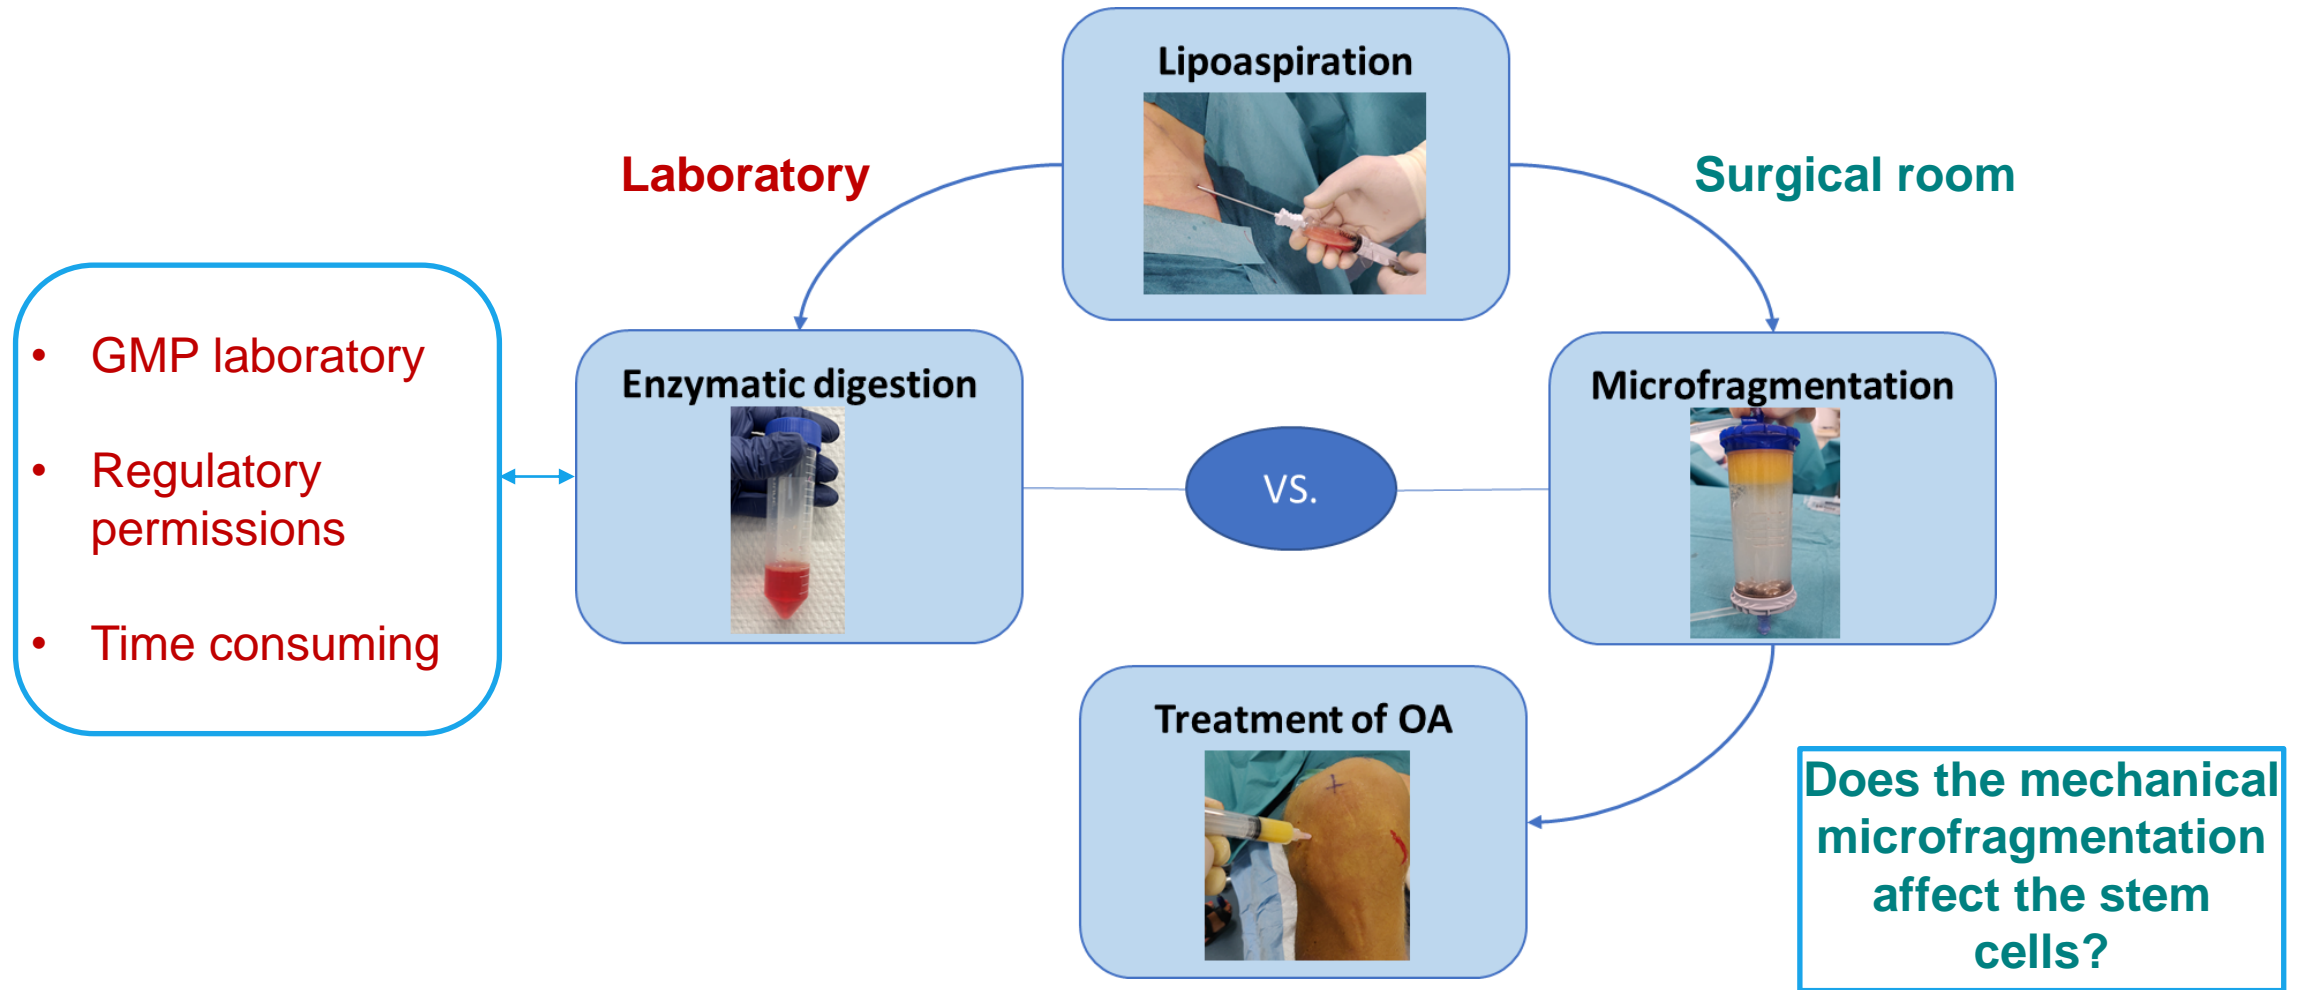 Lipoaspiration
Laboratory
Surgical room
• GMP laboratory
• Regulatory
permissions
• Time consuming
Enzymatic digestion
VS.
Microfragmentation
Treatment of OA
Does the mechanical
microfragmentation
affect the stem
cells?